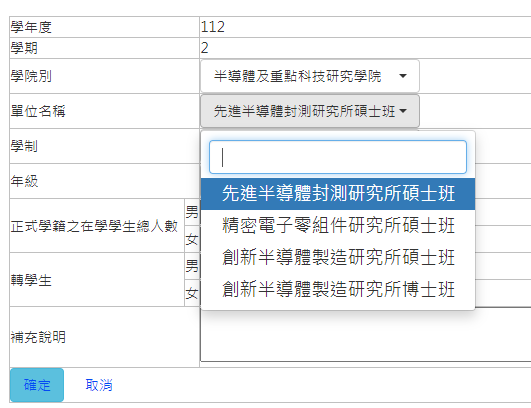 學年度 112
學期 2
學院別 半導體及重點科技研究學院
單位名稱 先進半導體封測研究所碩士班
學制
先進半導體封測研究所碩士班
年級
精密電子零組件研究所碩士班
創新半導體製造研究所碩士班
創新半導體製造研究所博士班
正式學籍之在學學生總人數 男
女
轉學生 男
女
補充說明
確定 取消